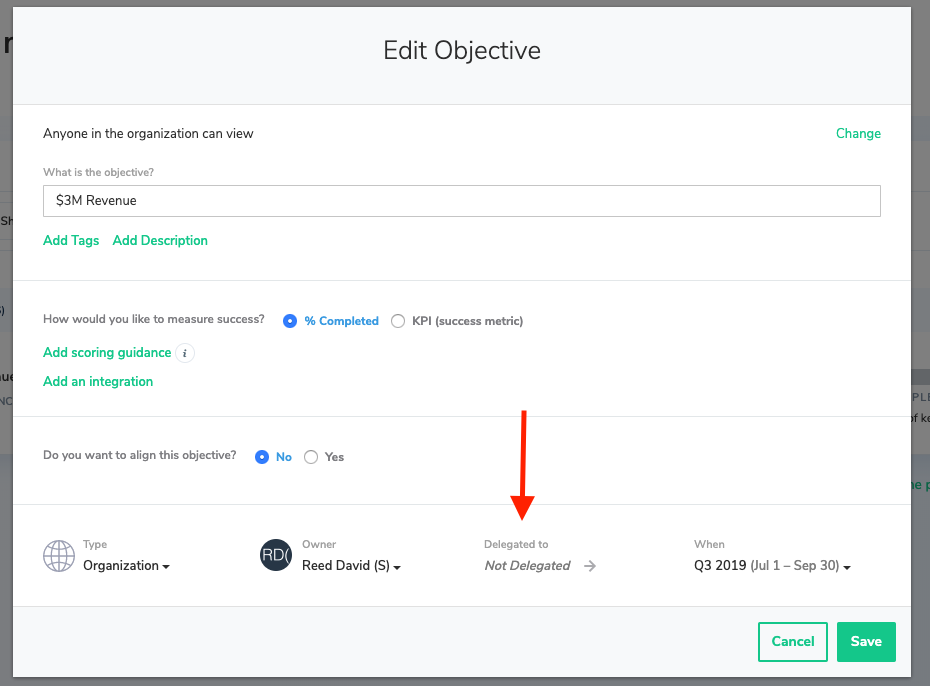 Edit Objective
Anyone in the organization can view Change
What is the objective?
$3M Revenue
Add Tags Add Description
How would you like to measure success? % Completed KPI (success metric)
Add scoring guidance i
Add an integration
Do you want to align this objective? No Yes
Type Owner Delegated to When
RD(
Organization Reed David (S) Not Delegated → Q3 2019 (Jul 1 – Sep 30)
Cancel Save